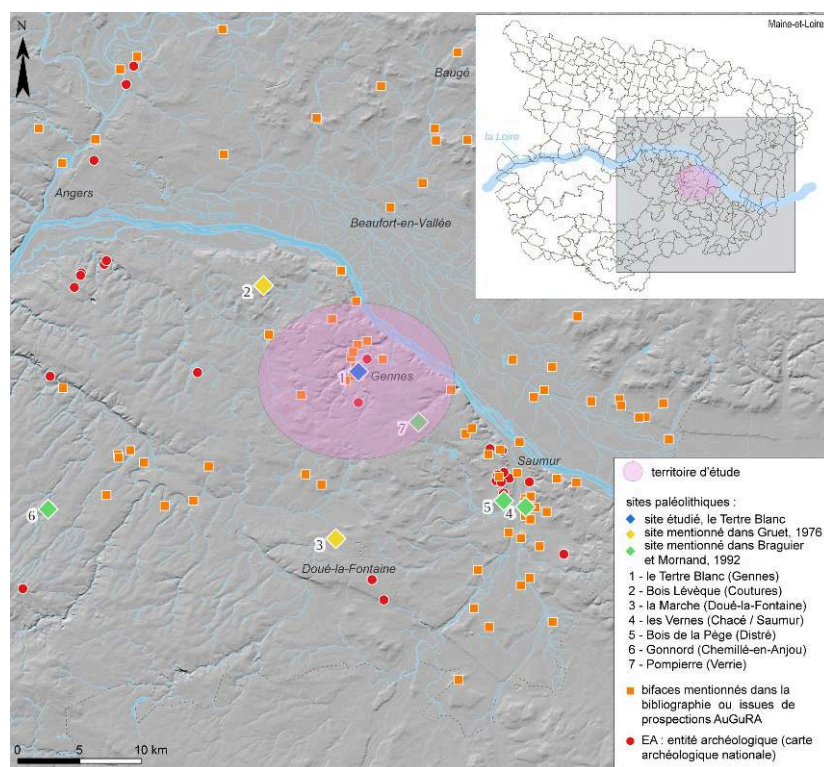 N
Maine-et-Loire
la Loire
Baugé
Angers
Beaufort-en-Vallée
2
1
Gennes
7
Saumur
6
5
4
3
Doué-la-Fontaine
territoire d'étude
sites paléolithiques :
site étudié, le Tertre Blanc
site mentionné dans Gruet, 1976
site mentionné dans Braguier
et Mornand, 1992
1 - le Tertre Blanc (Gennes)
2 - Bois Lévèque (Coutures)
3 - la Marche (Doué-la-Fontaine)
4 - les Vernes (Chacé / Saumur)
5 - Bois de la Pège (Distré)
6 - Gonnord (Chemillé-en-Anjou)
7 - Pompierre (Verrie)
bifaces mentionnés dans la
bibliographie ou issues de
prospections AuGuRA
EA : entité archéologique (carte
archéologique nationale)
0 5 10 km